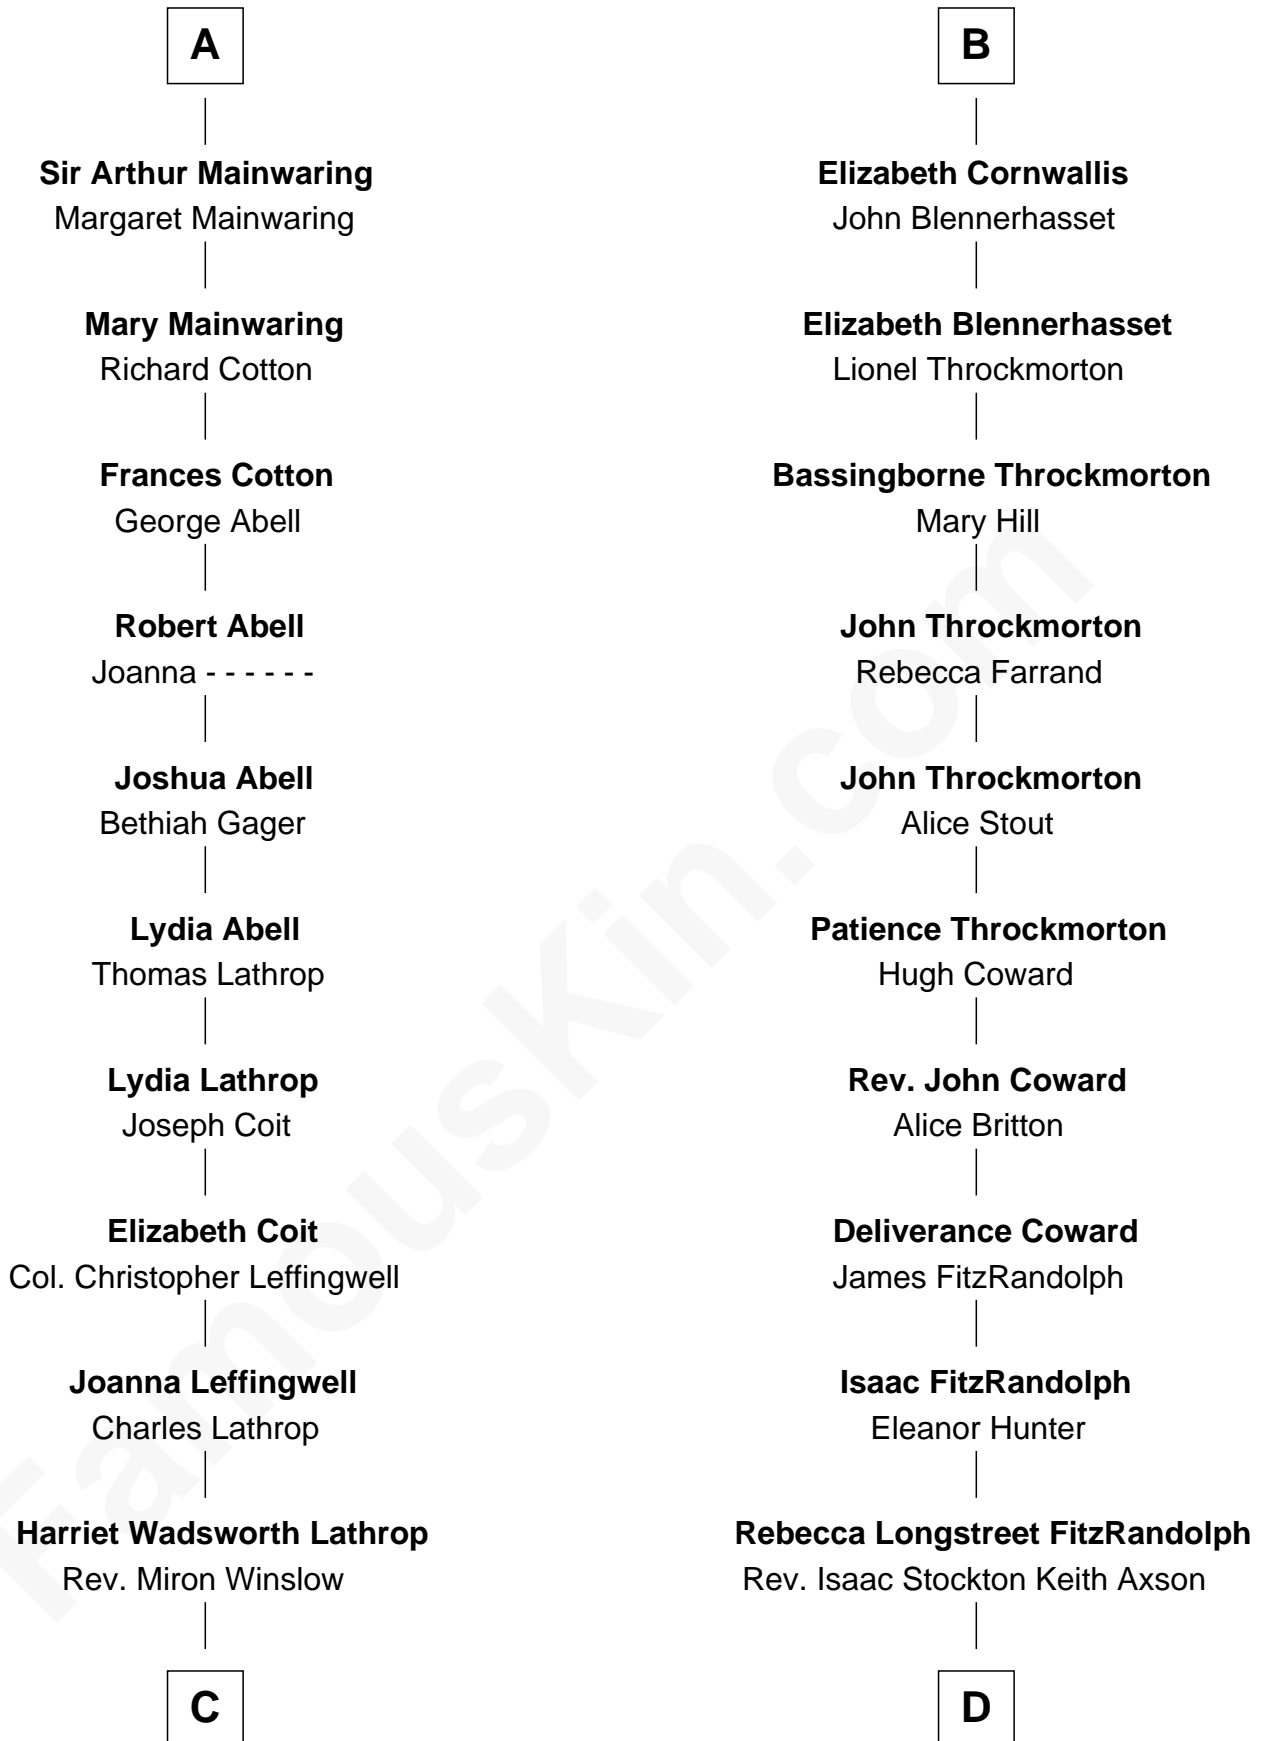 A
Sir Arthur Mainwaring
Margaret Mainwaring
Mary Mainwaring
Richard Cotton
Frances Cotton
George Abell
Robert Abell
Joanna - - - - - -
Joshua Abell
Bethiah Gager
Lydia Abell
Thomas Lathrop
Lydia Lathrop
Joseph Coit
Elizabeth Coit
Col. Christopher Leffingwell
Joanna Leffingwell
Charles Lathrop
Harriet Wadsworth Lathrop
Rev. Miron Winslow
C
B
Elizabeth Cornwallis
John Blennerhasset
Elizabeth Blennerhasset
Lionel Throckmorton
Bassingborne Throckmorton
Mary Hill
John Throckmorton
Rebecca Farrand
John Throckmorton
Alice Stout
Patience Throckmorton
Hugh Coward
Rev. John Coward
Alice Britton
Deliverance Coward
James FitzRandolph
Isaac FitzRandolph
Eleanor Hunter
Rebecca Longstreet FitzRandolph
Rev. Isaac Stockton Keith Axson
D
FamousKin.com